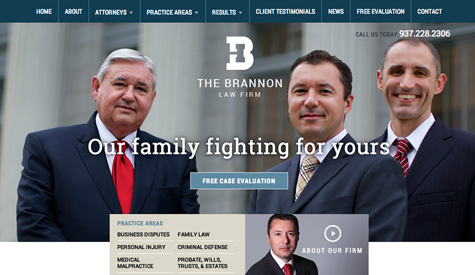 HOME ABOUT ATTORNEYS PRACTICE AREAS RESULTS CLIENT TESTIMONIALS NEWS FREE EVALUATION CONTACT
CALL US TODAY 937.228.2306
B
THE BRANNON
LAW FIRM
Our family fighting for yours
FREE CASE EVALUATION
PRACTICE AREAS
BUSINESS DISPUTES FAMILY LAW
PERSONAL INJURY CRIMINAL DEFENSE
MEDICAL MALPRACTICE PROBATE, WILLS, TRUSTS, & ESTATES
ABOUT OUR FIRM